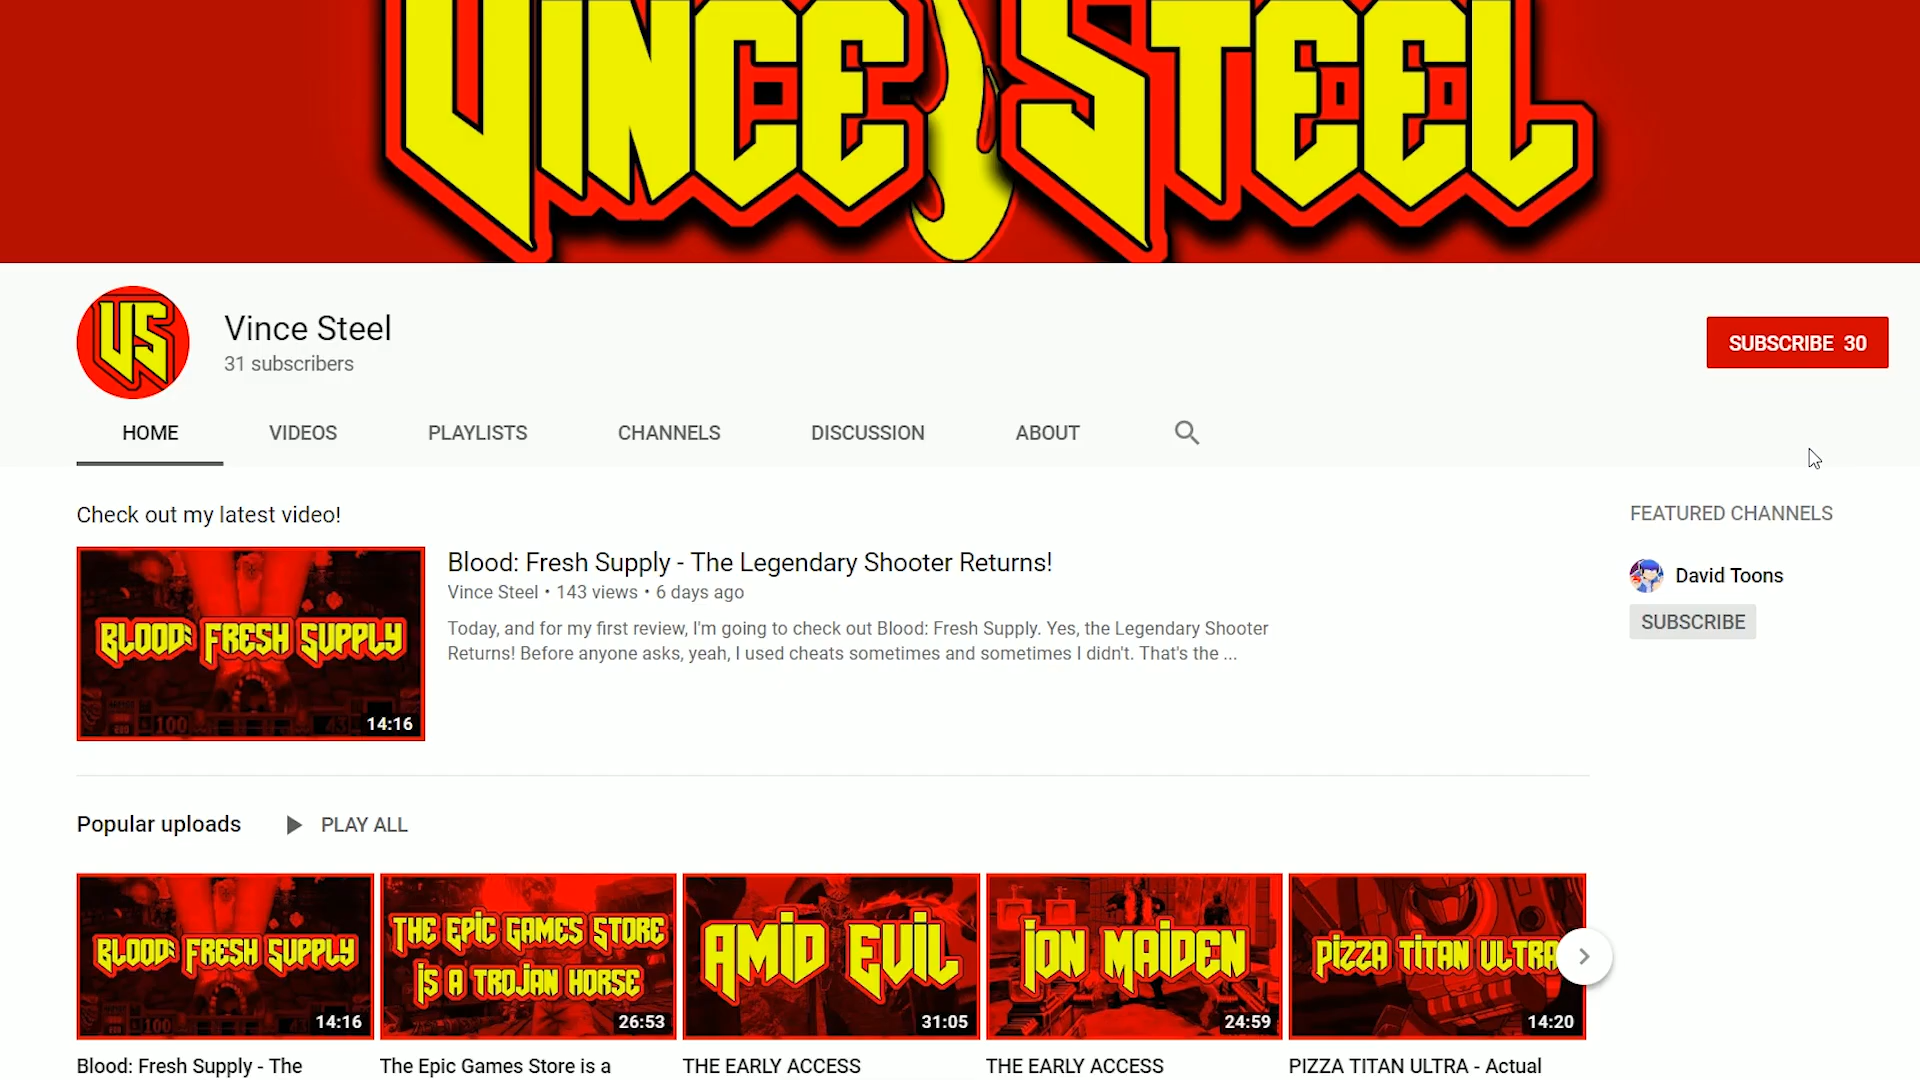 VINCE STEEL
VS
Vince Steel
31 subscribers
SUBSCRIBE 30
HOME
VIDEOS
PLAYLISTS
CHANNELS
DISCUSSION
ABOUT
Check out my latest video!
FEATURED CHANNELS
BLOOD: FRESH SUPPLY
100
43
14:16
Blood: Fresh Supply - The Legendary Shooter Returns!
Vince Steel • 143 views • 6 days ago
Today, and for my first review, I'm going to check out Blood: Fresh Supply. Yes, the Legendary Shooter
Returns! Before anyone asks, yeah, I used cheats sometimes and sometimes I didn't. That's the ...
David Toons
SUBSCRIBE
Popular uploads
PLAY ALL
BLOOD: FRESH SUPPLY
100
14:16
THE EPIC GAMES STORE
IS A TROJAN HORSE
26:53
AMID EVIL
31:05
ION MAIDEN
24:59
PIZZA TITAN ULTRA
14:20
Blood: Fresh Supply - The
The Epic Games Store is a
THE EARLY ACCESS
THE EARLY ACCESS
PIZZA TITAN ULTRA - Actual